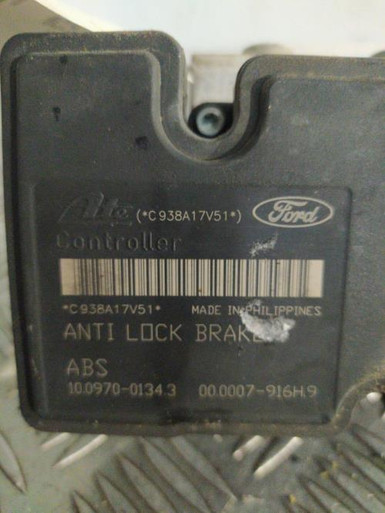 Ate (*C938A17V51*) Ford
Controller
*C938A17V51* MADE IN PHILIPPINES
ANTI LOCK BRAKE
ABS
10.0970-0134.3 00.0007-916H.9